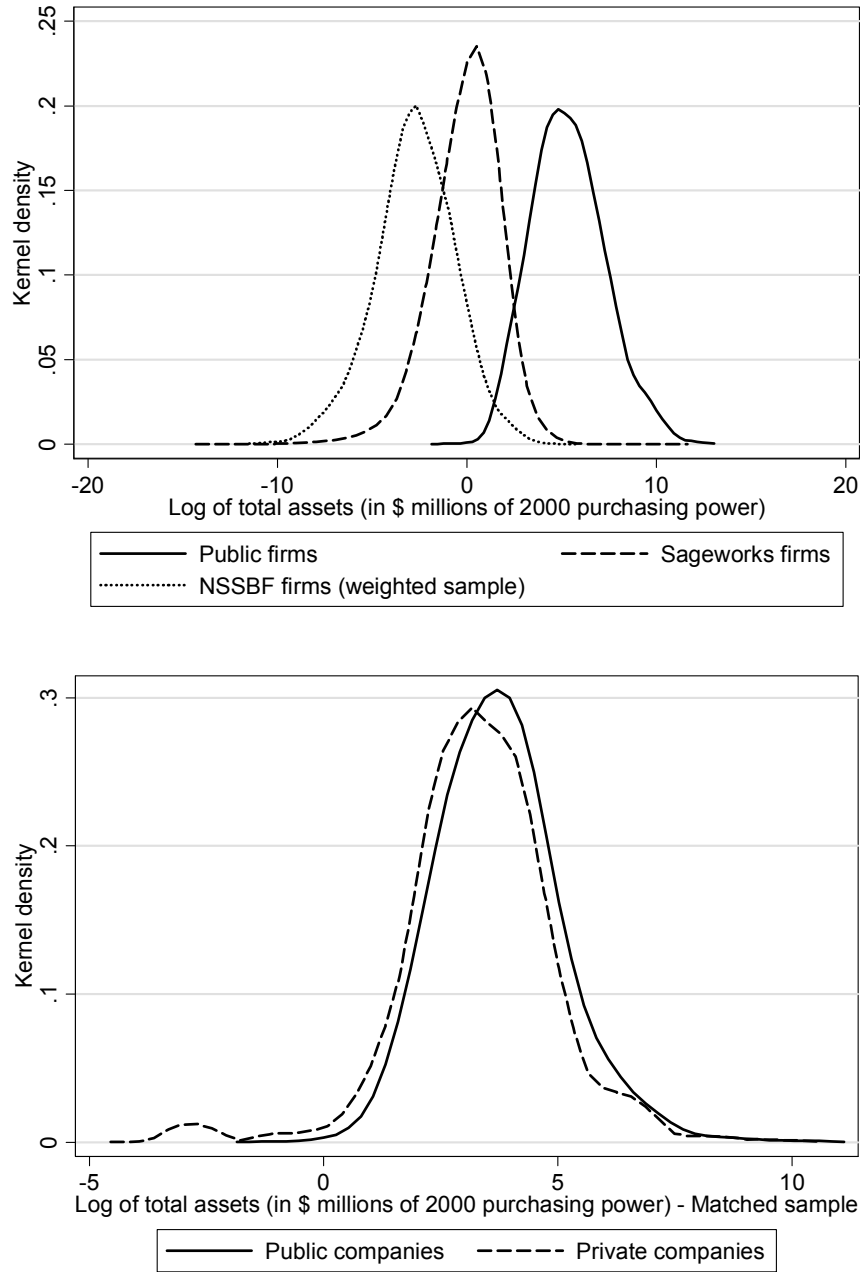 .25
.2
.15
.1
.05
0
Kernel density
-20
-10
0
10
20
Log of total assets (in $ millions of 2000 purchasing power)
Public firms
Sageworks firms
NSSBF firms (weighted sample)
.3
.2
.1
0
Kernel density
-5
0
5
10
Log of total assets (in $ millions of 2000 purchasing power) - Matched sample
Public companies
Private companies